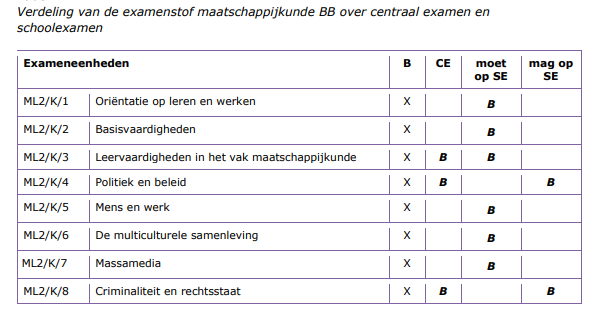 Verdeling van de examenstof maatschappijkunde BB over centraal examen en
schoolexamen
Exameneenheden B CE moet op SE mag op SE
ML2/K/1 Oriëntatie op leren en werken X B
ML2/K/2 Basisvaardigheden X B
ML2/K/3 Leervaardigheden in het vak maatschappijkunde X B B
ML2/K/4 Politiek en beleid X B B
ML2/K/5 Mens en werk X B
ML2/K/6 De multiculturele samenleving X B
ML2/K/7 Massamedia X B
ML2/K/8 Criminaliteit en rechtsstaat X B B